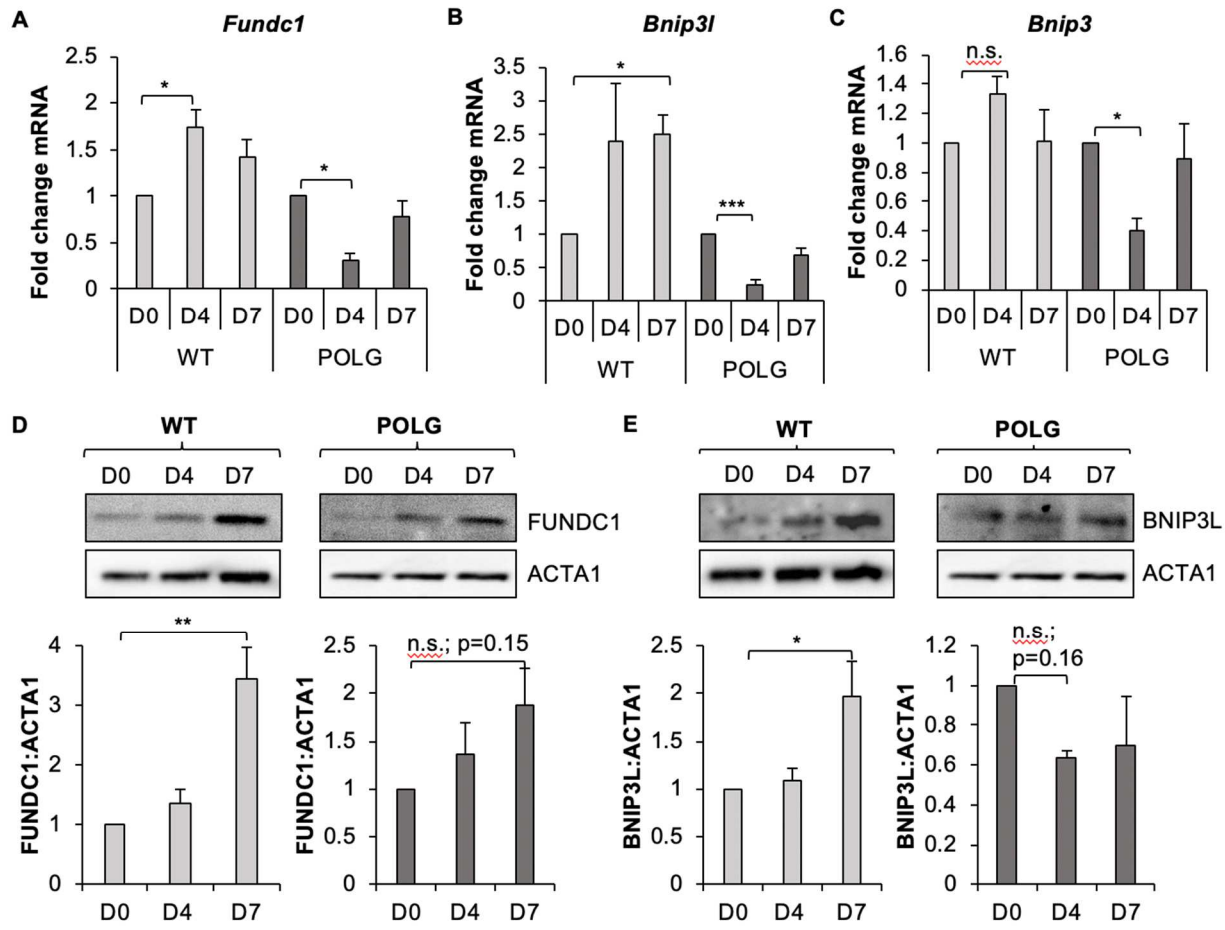 A
Fundc1
Fold change mRNA
2.5
2
1.5
1
0.5
0
*
*
D0 D4 D7 D0 D4 D7
WT POLG
B
Bnip3l
Fold change mRNA
3.5
3
2.5
2
1.5
1
0.5
0
*
***
D0 D4 D7 D0 D4 D7
WT POLG
C
Bnip3
Fold change mRNA
1.6
1.4
1.2
1
0.8
0.6
0.4
0.2
0
n.s.
*
D0 D4 D7 D0 D4 D7
WT POLG
D
WT POLG
D0 D4 D7 D0 D4 D7
FUNDC1
ACTA1
FUNDC1:ACTA1
4
3
2
1
0
**
D0 D4 D7
FUNDC1:ACTA1
2.5
2
1.5
1
0.5
0
n.s.; p=0.15
D0 D4 D7
E
WT POLG
D0 D4 D7 D0 D4 D7
BNIP3L
ACTA1
BNIP3L:ACTA1
2.5
2
1.5
1
0.5
0
*
D0 D4 D7
BNIP3L:ACTA1
1.2
1
0.8
0.6
0.4
0.2
0
n.s.;
p=0.16
D0 D4 D7